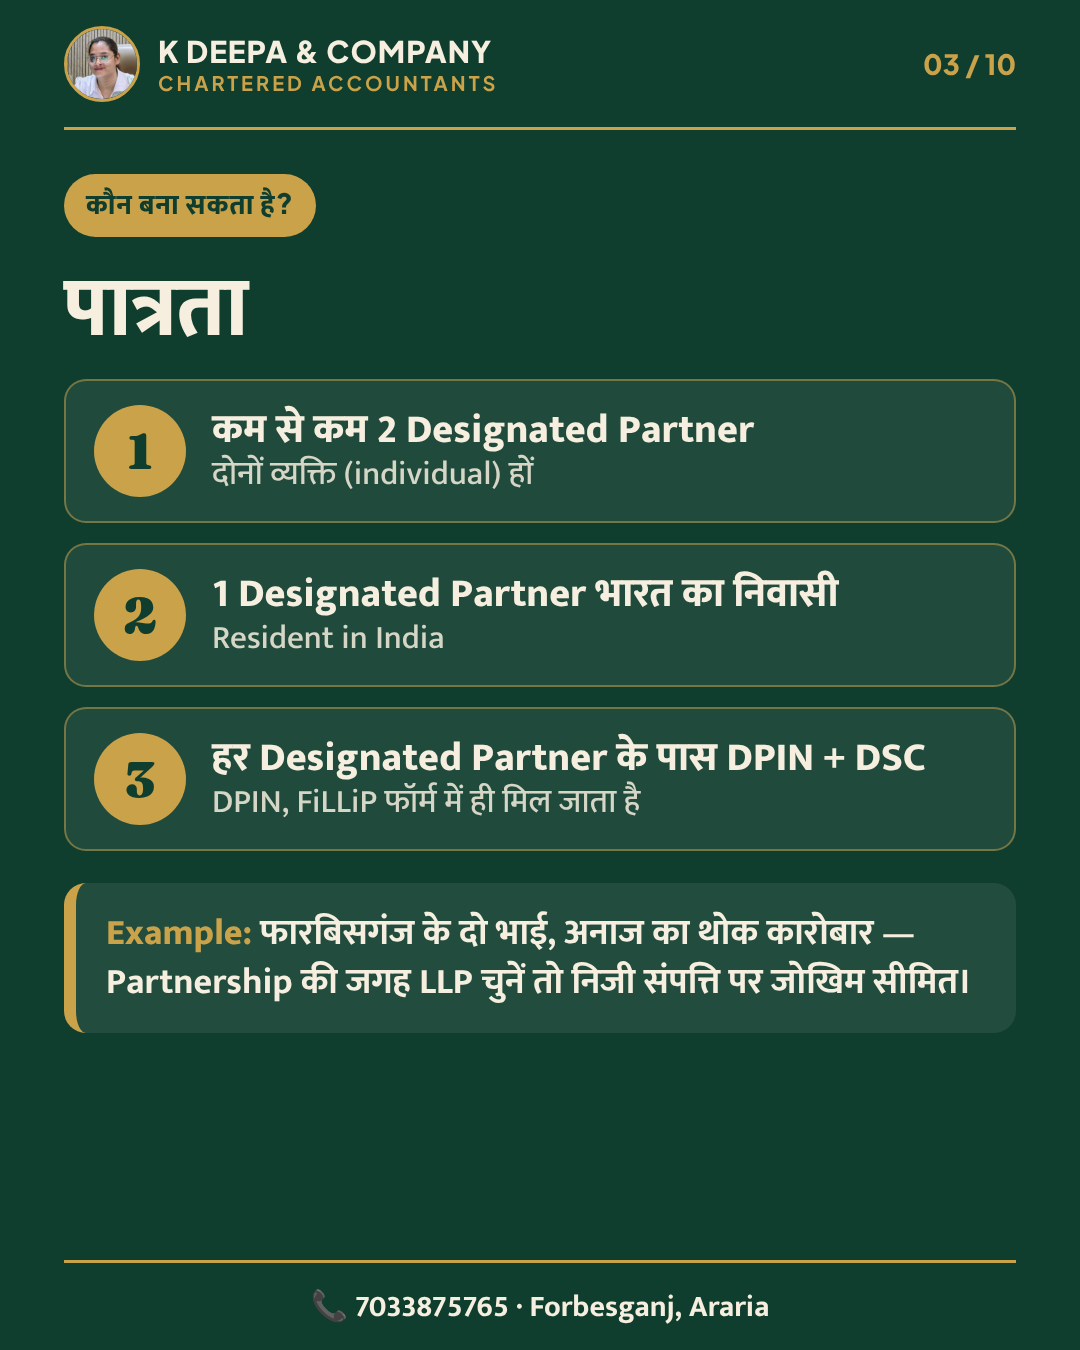 K DEEPA & COMPANY
CHARTERED ACCOUNTANTS
03 / 10
कौन बना सकता है?
पात्रता
1
कम से कम 2 Designated Partner
दोनों व्यक्ति (individual) हों
2
1 Designated Partner भारत का निवासी
Resident in India
3
हर Designated Partner के पास DPIN + DSC
DPIN, FiLLiP फॉर्म में ही मिल जाता है
Example: फारबिसगंज के दो भाई, अनाज का थोक कारोबार —
Partnership की जगह LLP चुनें तो निजी संपत्ति पर जोखिम सीमित।
📞 7033875765 · Forbesganj, Araria